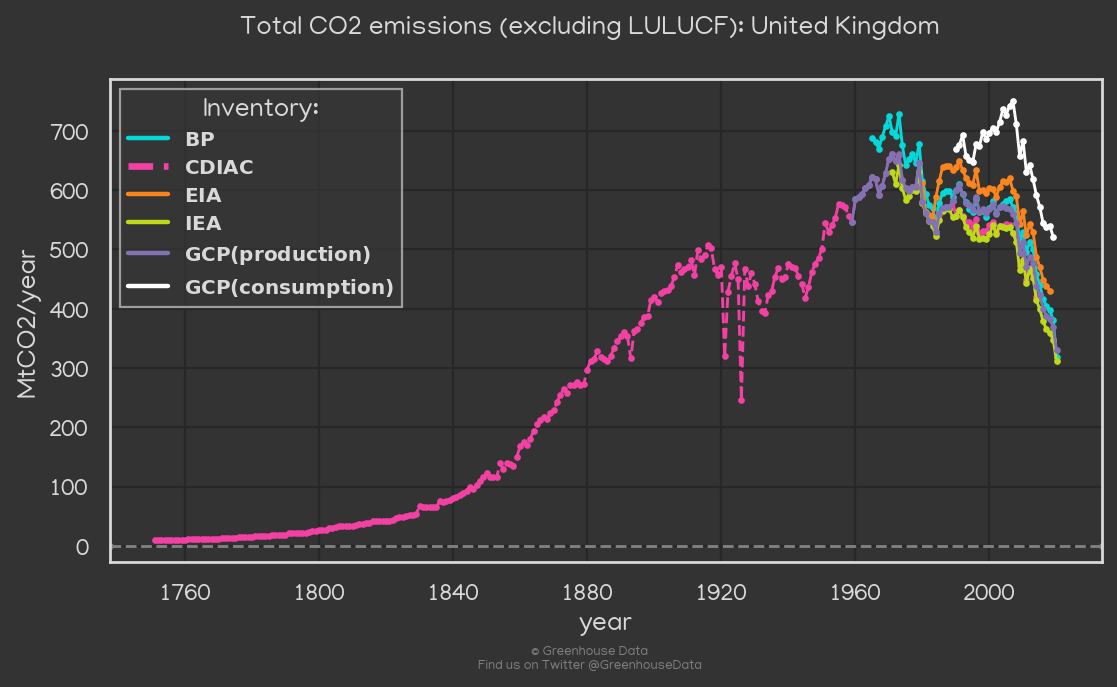 Total CO2 emissions (excluding LULUCF): United Kingdom
Inventory:
BP
CDIAC
EIA
IEA
GCP(production)
GCP(consumption)
MtCO2/year
700
600
500
400
300
200
100
0
1760 1800 1840 1880 1920 1960 2000
year
© Greenhouse Data
Find us on Twitter @GreenhouseData